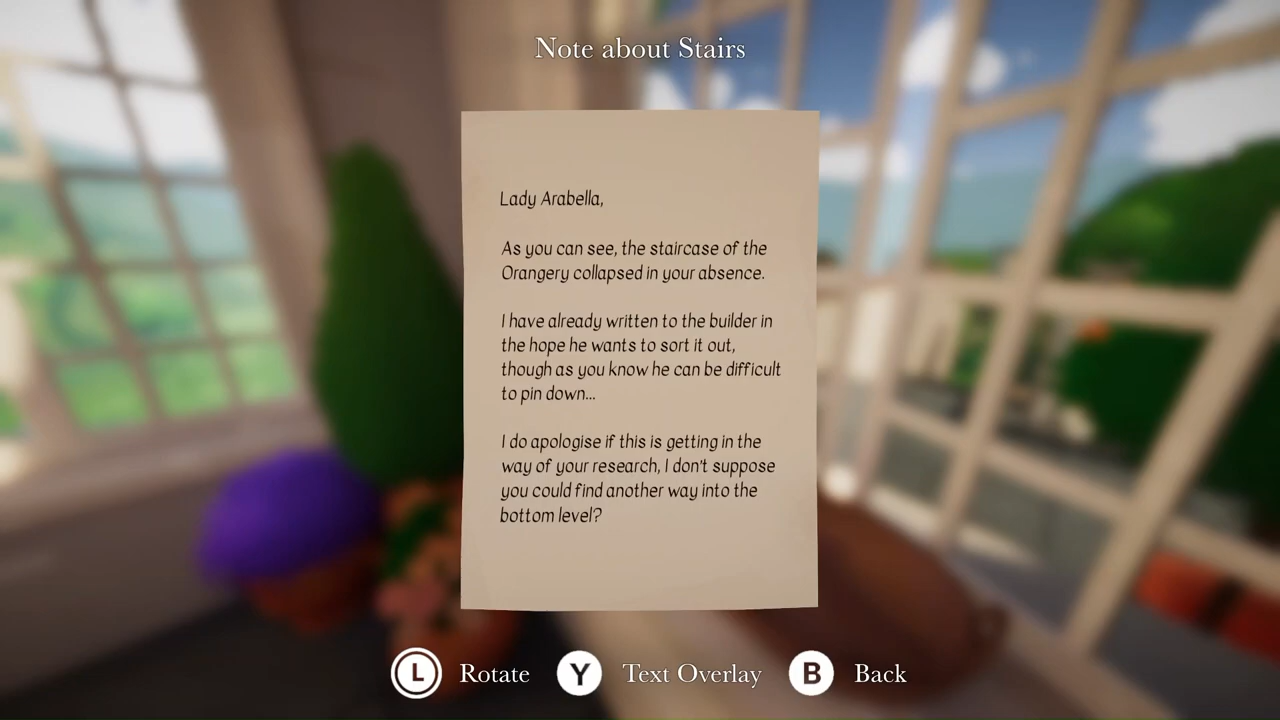 Note about Stairs
Lady Arabella,
As you can see, the staircase of the
Orangery collapsed in your absence.
I have already written to the builder in
the hope he wants to sort it out,
though as you know he can be difficult
to pin down...
I do apologise if this is getting in the
way of your research, I don't suppose
you could find another way into the
bottom level?
L Rotate Y Text Overlay B Back